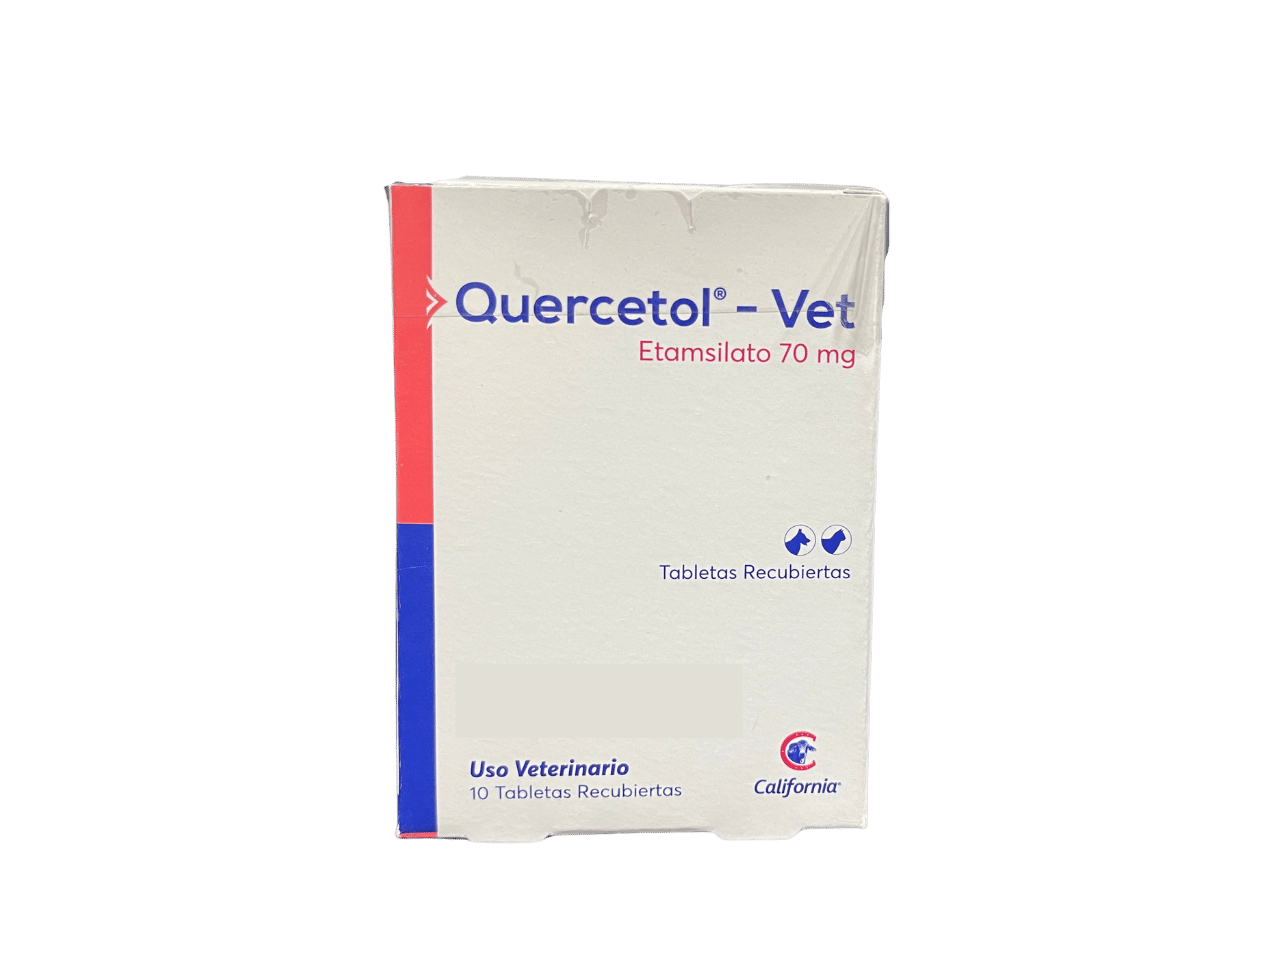 Quercetol® - Vet
Etamsilato 70 mg
Tabletas Recubiertas
Uso Veterinario
10 Tabletas Recubiertas
California®